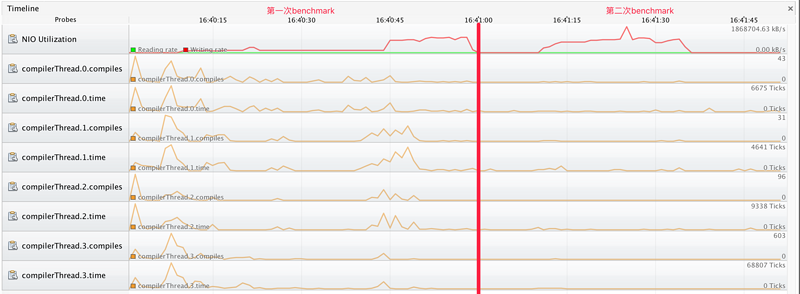 Timeline
Probes
第一次benchmark
第二次benchmark
16:40:15
16:40:30
16:40:45
16:41:00
16:41:15
16:41:30
16:41:45
NIO Utilization
Reading rate
Writing rate
1868704.63 kB/s
0.00 kB/s
compilerThread.0.compiles
compilerThread.0.compiles
43
0
compilerThread.0.time
compilerThread.0.time
6675 Ticks
0 Ticks
compilerThread.1.compiles
compilerThread.1.compiles
31
0
compilerThread.1.time
compilerThread.1.time
4641 Ticks
0 Ticks
compilerThread.2.compiles
compilerThread.2.compiles
96
0
compilerThread.2.time
compilerThread.2.time
9338 Ticks
0 Ticks
compilerThread.3.compiles
compilerThread.3.compiles
603
0
compilerThread.3.time
compilerThread.3.time
68807 Ticks
0 Ticks